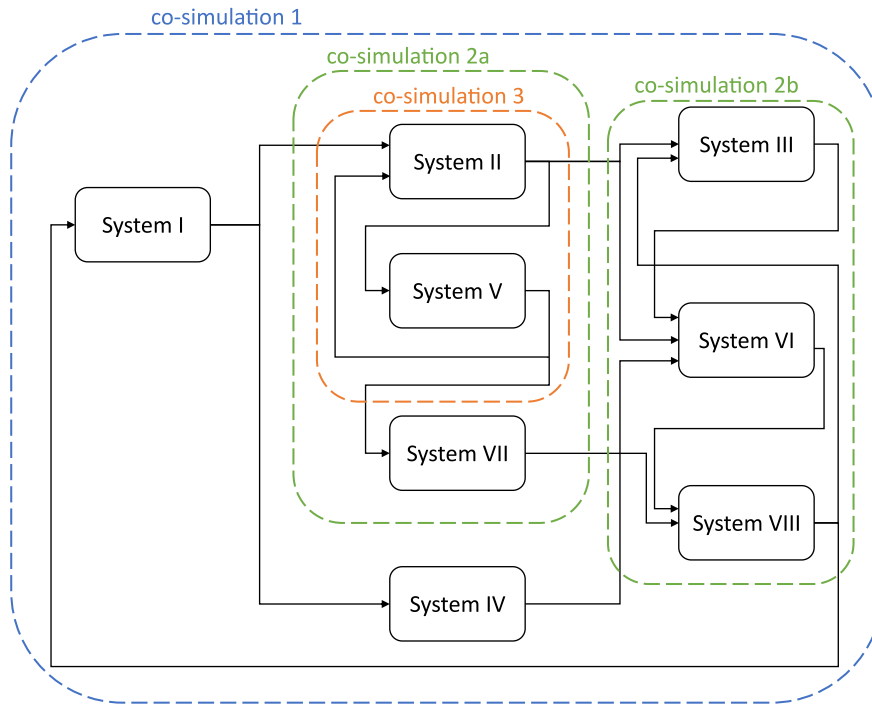 co-simulation 1
co-simulation 2a
co-simulation 2b
co-simulation 3
System II
System III
System I
System V
System VI
System VII
System VIII
System IV